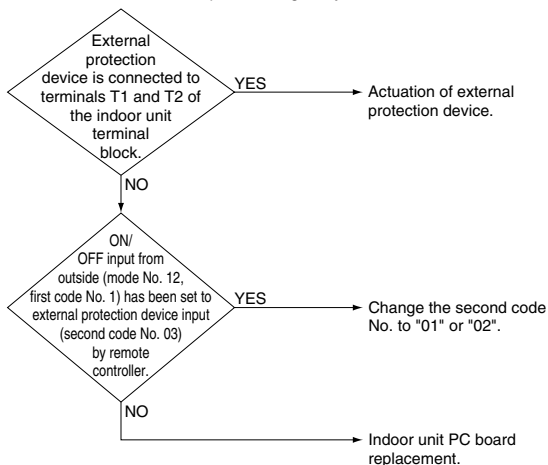 External
protection
device is connected to
terminals T1 and T2 of
the indoor unit
terminal
block.
YES
Actuation of external
protection device.
NO
ON/
OFF input from
outside (mode No. 12,
first code No. 1) has been set to
external protection device input
(second code No. 03)
by remote
controller.
YES
Change the second code
No. to "01" or "02".
NO
Indoor unit PC board
replacement.